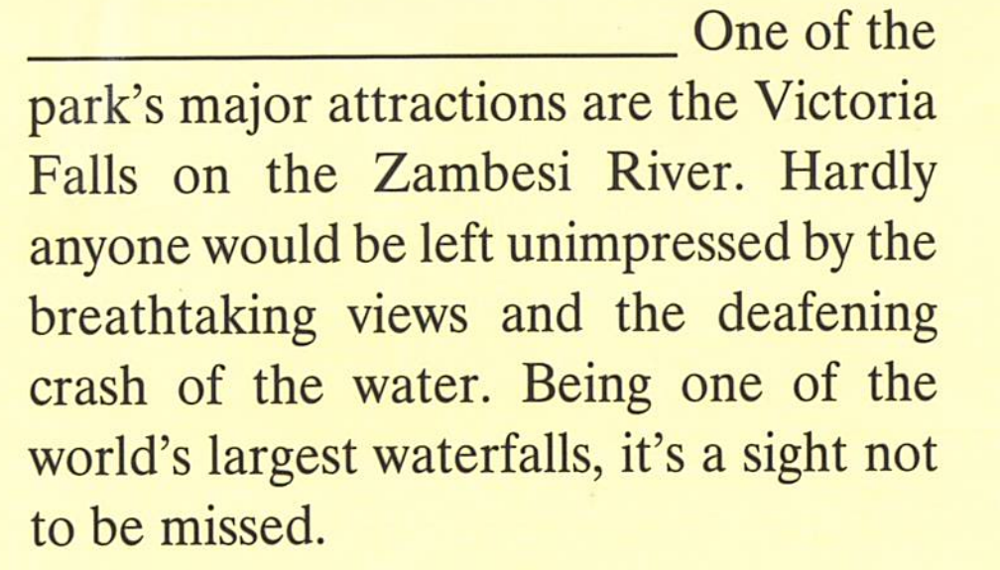 One of the
park's major attractions are the Victoria
Falls on the Zambesi River. Hardly
anyone would be left unimpressed by the
breathtaking views and the deafening
crash of the water. Being one of the
world's largest waterfalls, it's a sight not
to be missed.